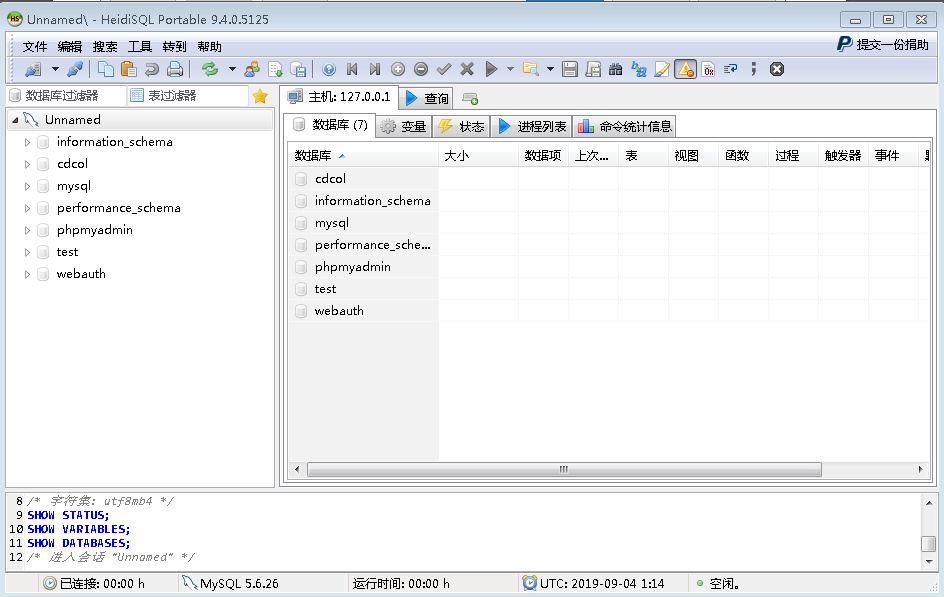 Unnamed\ - HeidiSQL Portable 9.4.0.5125
文件 编辑 搜索 工具 转到 帮助 提交一份捐助
数据库过滤器 表过滤器 主机: 127.0.0.1 查询
Unnamed
information_schema
cdcol
mysql
performance_schema
phpmyadmin
test
webauth
数据库 (7) 变量 状态 进程列表 命令统计信息
数据库 大小 数据项 上次... 表 视图 函数 过程 触发器 事件
cdcol
information_schema
mysql
performance_sche...
phpmyadmin
test
webauth
8 /* 字符集: utf8mb4 */
9 SHOW STATUS;
10 SHOW VARIABLES;
11 SHOW DATABASES;
12 /* 进入会话 "Unnamed" */
已连接: 00:00 h MySQL 5.6.26 运行时间: 00:00 h UTC: 2019-09-04 1:14 空闲。